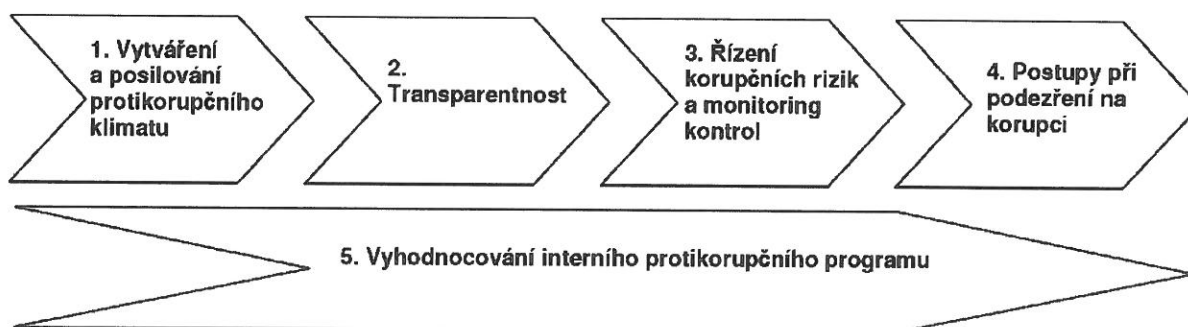 1. Vytváření
a posilování
protikorupčního
klimatu
2.
Transparentnost
3. Řízení
korupčních rizik
a monitoring
kontrol
4. Postupy při
podezření na
korupci
5. Vyhodnocování interního protikorupčního programu